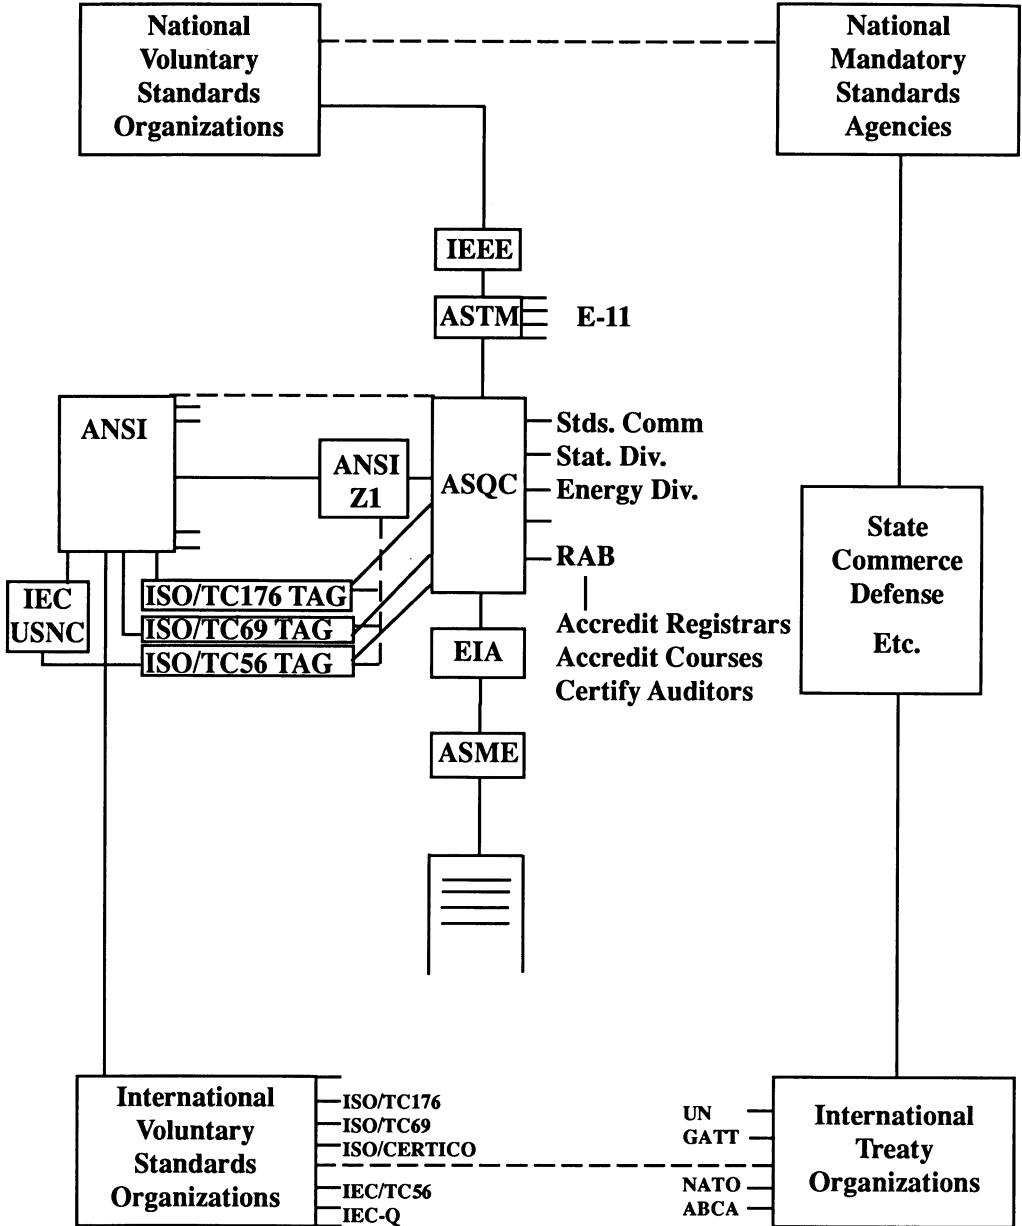 National
Voluntary
Standards
Organizations
National
Mandatory
Standards
Agencies
IEEE
ASTM
E-11
ANSI
ANSI
Z1
ASQC
Stds. Comm
Stat. Div.
Energy Div.
RAB
Accredit Registrars
Accredit Courses
Certify Auditors
State
Commerce
Defense
Etc.
IEC
USNC
ISO/TC176 TAG
ISO/TC69 TAG
ISO/TC56 TAG
EIA
ASME
International
Voluntary
Standards
Organizations
ISO/TC176
ISO/TC69
ISO/CERTICO
IEC/TC56
IEC-Q
UN
GATT
NATO
ABCA
International
Treaty
Organizations